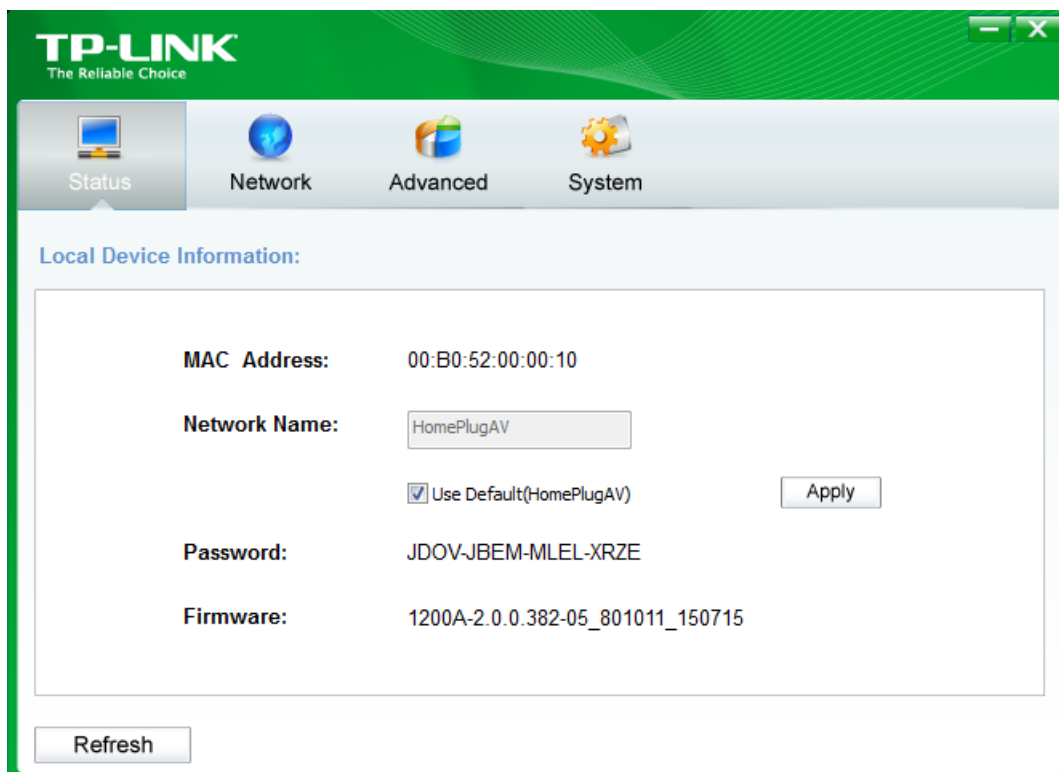 TP-LINK
The Reliable Choice
Status Network Advanced System
Local Device Information:
MAC Address: 00:B0:52:00:00:10
Network Name: HomePlugAV
Use Default(HomePlugAV) Apply
Password: JDOV-JBEM-MLEL-XRZE
Firmware: 1200A-2.0.0.382-05_801011_150715
Refresh